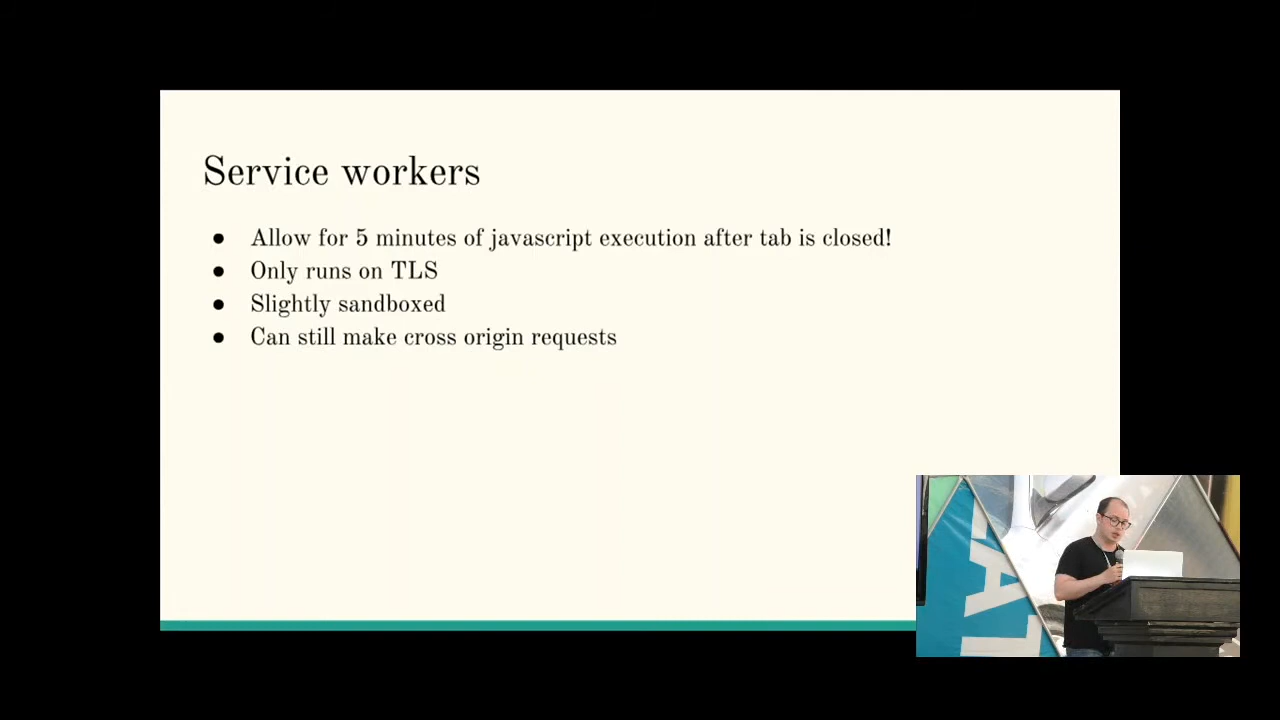 Service workers
● Allow for 5 minutes of javascript execution after tab is closed!
● Only runs on TLS
● Slightly sandboxed
● Can still make cross origin requests